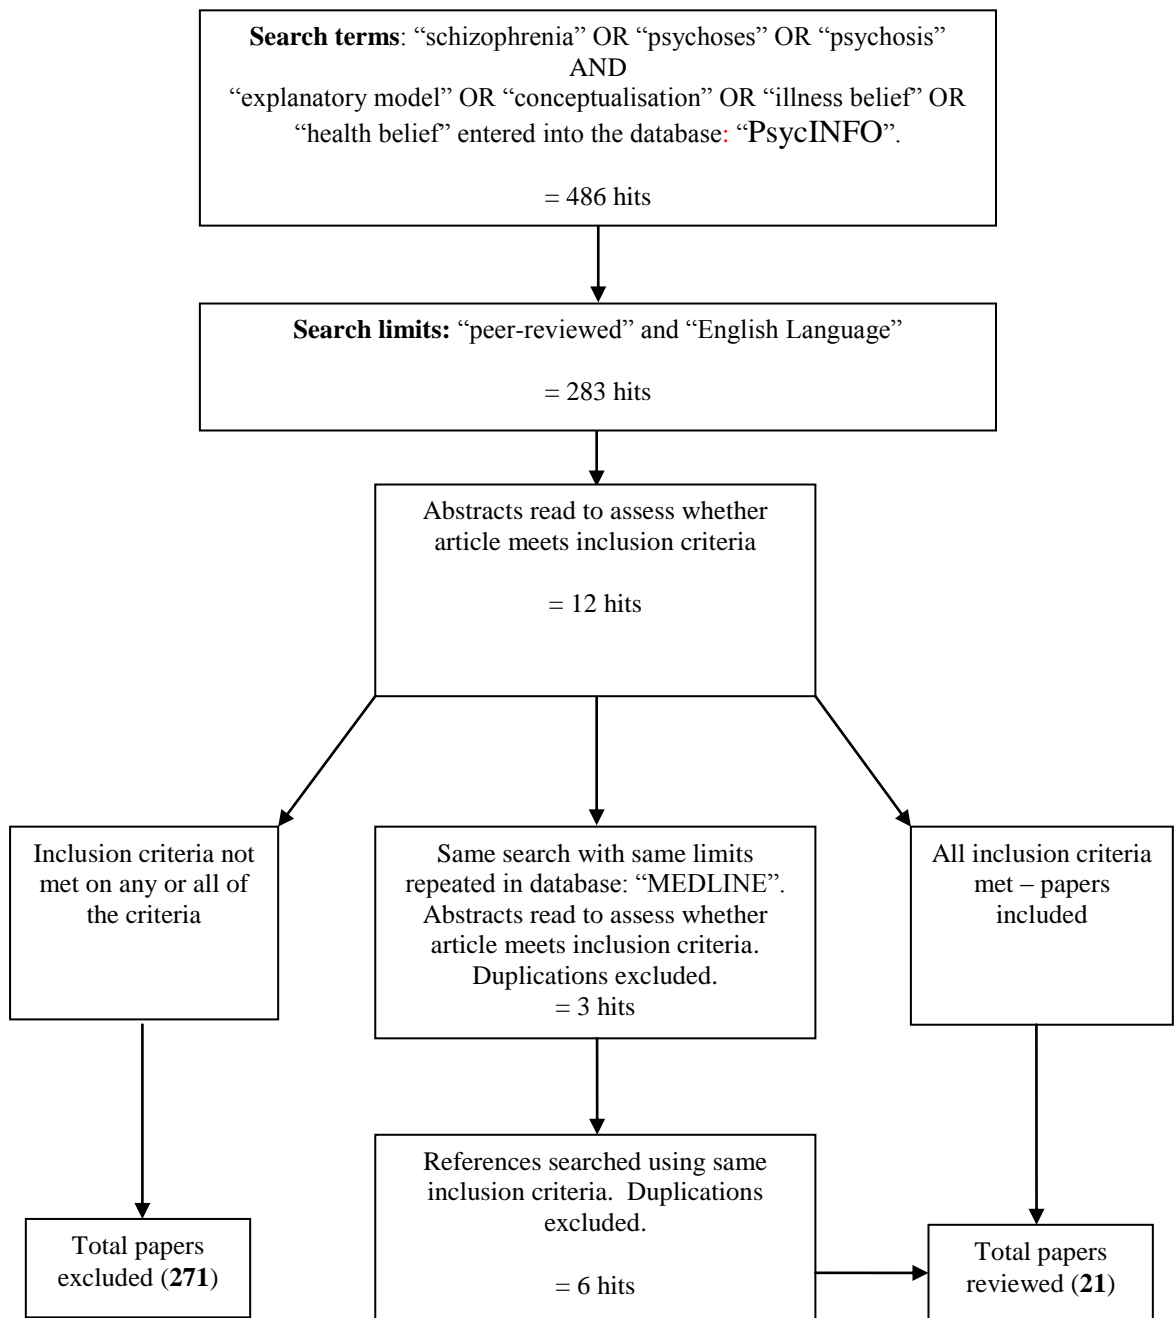 Search terms: “schizophrenia” OR “psychoses” OR “psychosis”
AND
“explanatory model” OR “conceptualisation” OR “illness belief” OR
“health belief” entered into the database: “PsycINFO”.
= 486 hits
Search limits: “peer-reviewed” and “English Language”
= 283 hits
Abstracts read to assess whether
article meets inclusion criteria
= 12 hits
Inclusion criteria not
met on any or all of
the criteria
Same search with same limits
repeated in database: “MEDLINE”.
Abstracts read to assess whether
article meets inclusion criteria.
Duplications excluded.
= 3 hits
All inclusion criteria
met – papers
included
Total papers
excluded (271)
References searched using same
inclusion criteria.  Duplications
excluded.
= 6 hits
Total papers
reviewed (21)